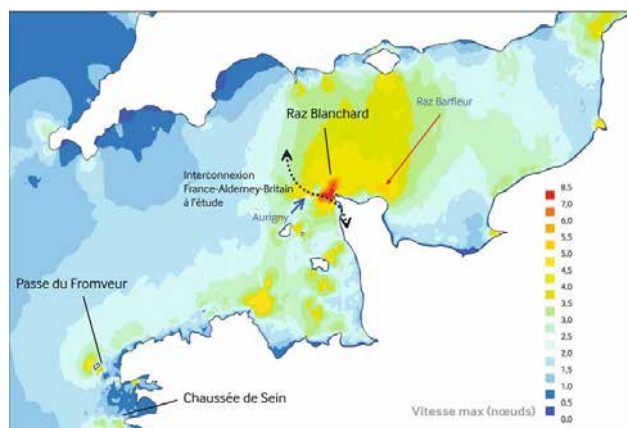 Raz Blanchard
Raz Barfleur
Interconnexion
France-Alderney-Britain
à l'étude
Aurigny
Passe du Fromveur
Chaussée de Sein
8,5
7,0
6,0
5,5
5,0
4,5
4,0
3,5
3,0
2,5
2,0
1,5
1,0
0,5
0,0
Vitesse max (nœuds)